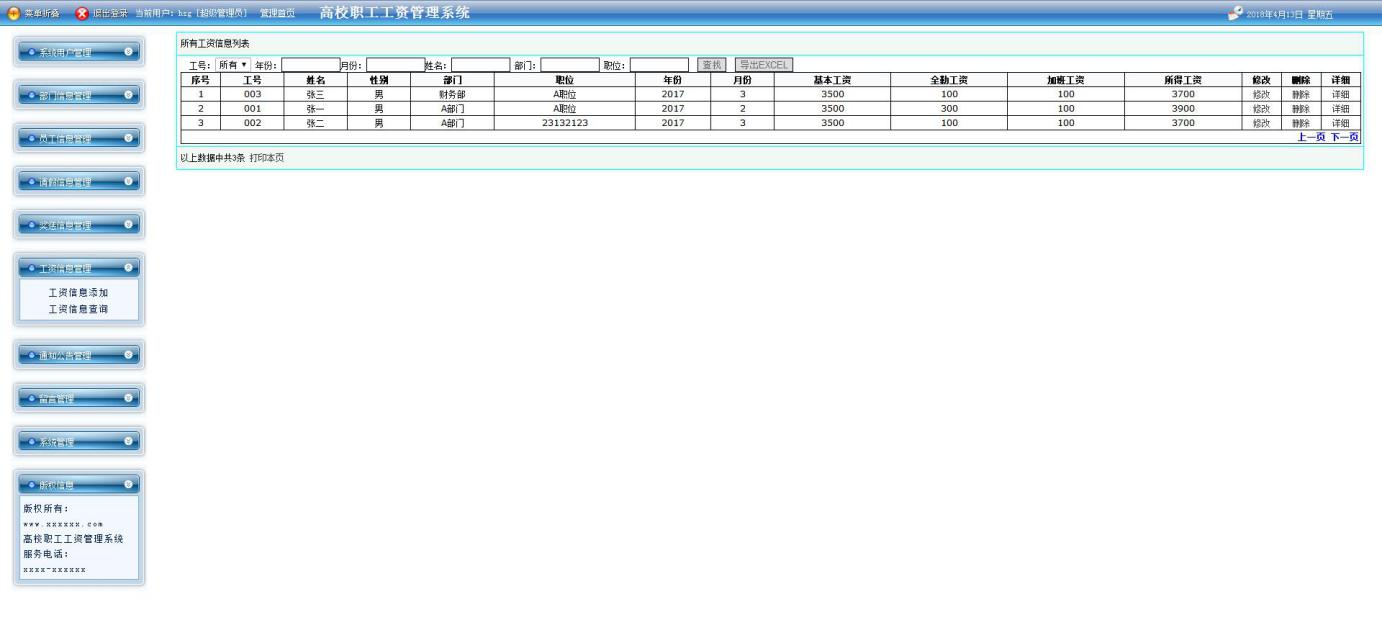 菜单折叠 退出登录 当前用户：hsg [超级管理员] 管理首页 高校职工工资管理系统 2018年4月13日 星期五
系统用户管理
部门信息管理
员工信息管理
请假信息管理
奖惩信息管理
工资信息管理
工资信息添加
工资信息查询
通知公告管理
留言管理
系统管理
版权信息
版权所有：
www.xxxxxx.com
高校职工工资管理系统
服务电话：
xxxx-xxxxxx
所有工资信息列表
工号： 所有 年份： 月份： 姓名： 部门： 职位： 查找 导出EXCEL
序号 工号 姓名 性别 部门 职位 年份 月份 基本工资 全勤工资 加班工资 所得工资 修改 删除 详细
1 003 张三 男 财务部 A职位 2017 3 3500 100 100 3700 修改 删除 详细
2 001 张一 男 A部门 A职位 2017 2 3500 300 100 3900 修改 删除 详细
3 002 张二 男 A部门 23132123 2017 3 3500 100 100 3700 修改 删除 详细
上一页 下一页
以上数据中共3条 打印本页